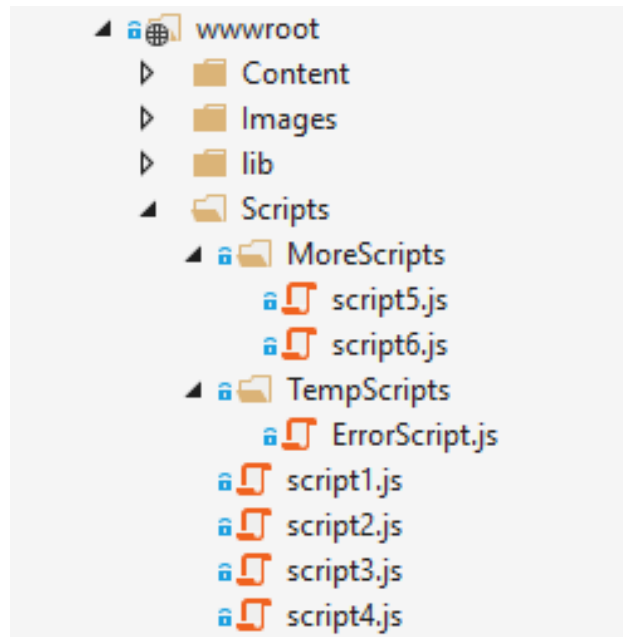 wwwroot
Content
Images
lib
Scripts
MoreScripts
script5.js
script6.js
TempScripts
ErrorScript.js
script1.js
script2.js
script3.js
script4.js